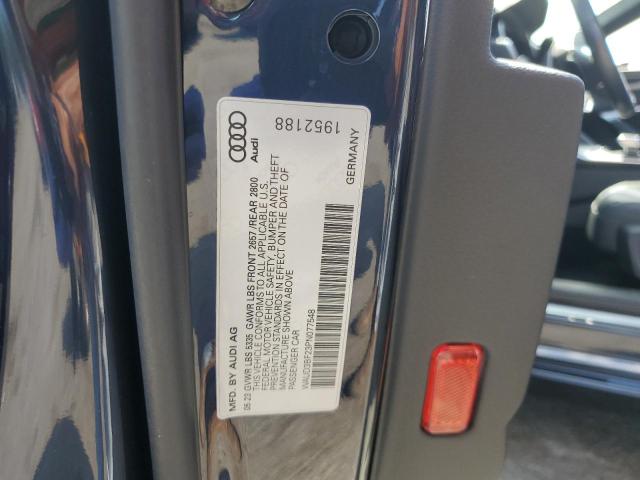 MFD. BY AUDI AG
05-23 GVWR LBS 5335 GAWR LBS FRONT 2657/REAR 2800
THIS VEHICLE CONFORMS TO ALL APPLICABLE U.S.
FEDERAL MOTOR VEHICLE SAFETY, BUMPER AND THEFT
PREVENTION STANDARDS IN EFFECT ON THE DATE OF
MANUFACTURE SHOWN ABOVE
PASSENGER CAR
WAUD3BF23PN077548
GERMANY
Audi
1952188